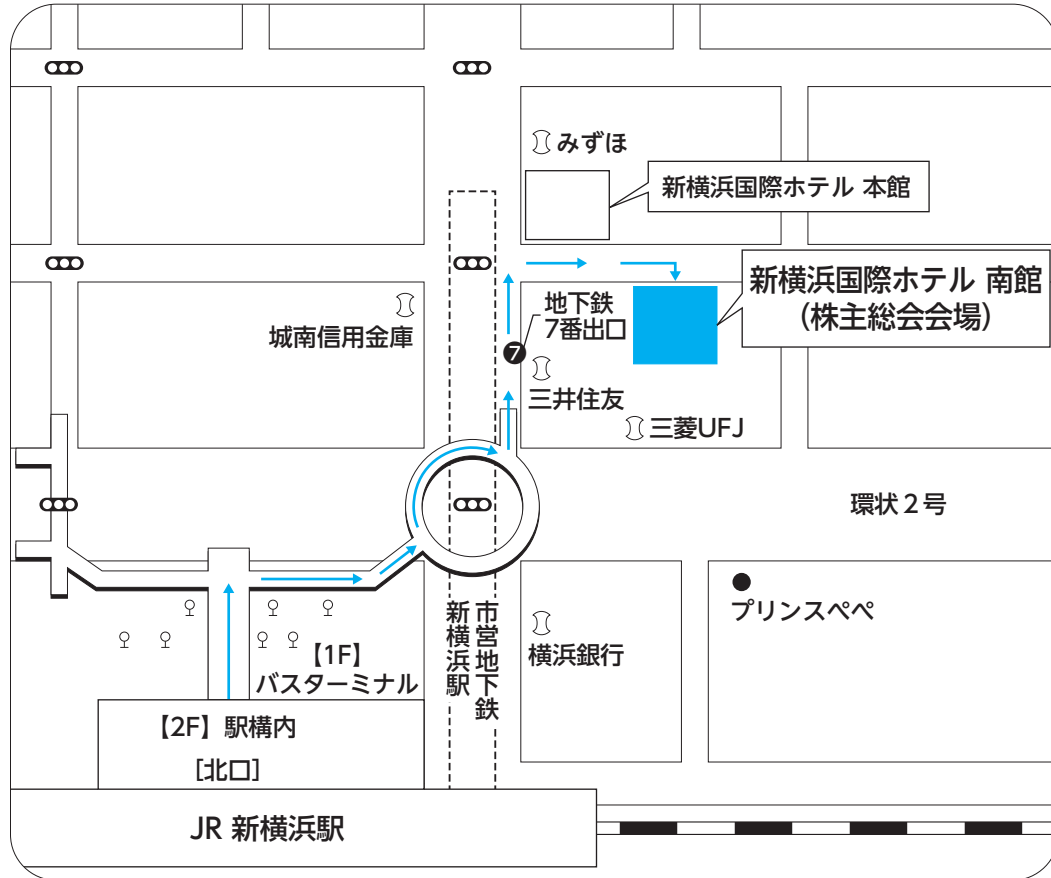 みずほ
新横浜国際ホテル 本館
新横浜国際ホテル 南館
(株主総会会場)
地下鉄
7番出口
城南信用金庫
7
三井住友
三菱UFJ
環状2号
プリンスペペ
市営地下鉄
新横浜駅
横浜銀行
【1F】
バスターミナル
【2F】駅構内
[北口]
JR 新横浜駅